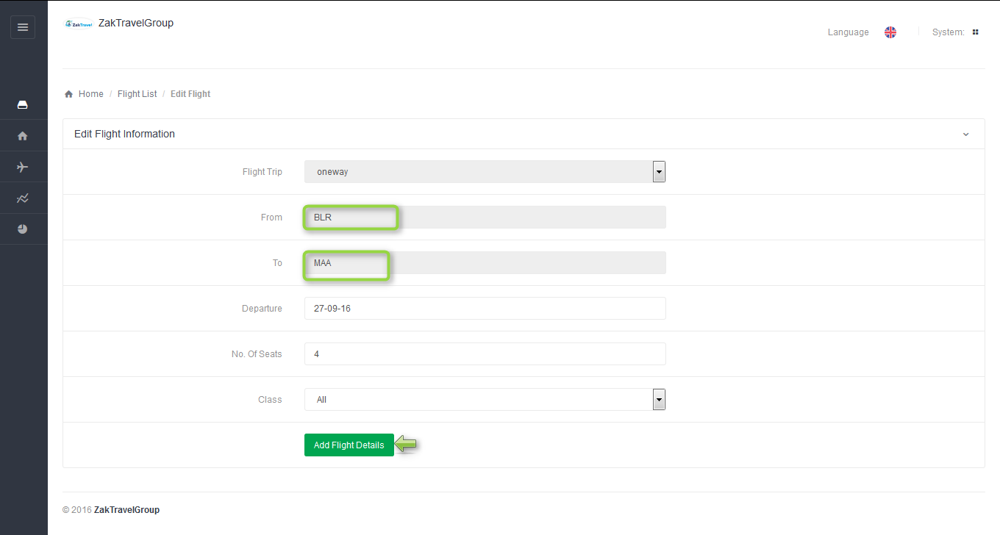 ZakTravel ZakTravelGroup
Language System:
Home / Flight List / Edit Flight
Edit Flight Information
Flight Trip oneway
From BLR
To MAA
Departure 27-09-16
No. Of Seats 4
Class All
Add Flight Details
© 2016 ZakTravelGroup